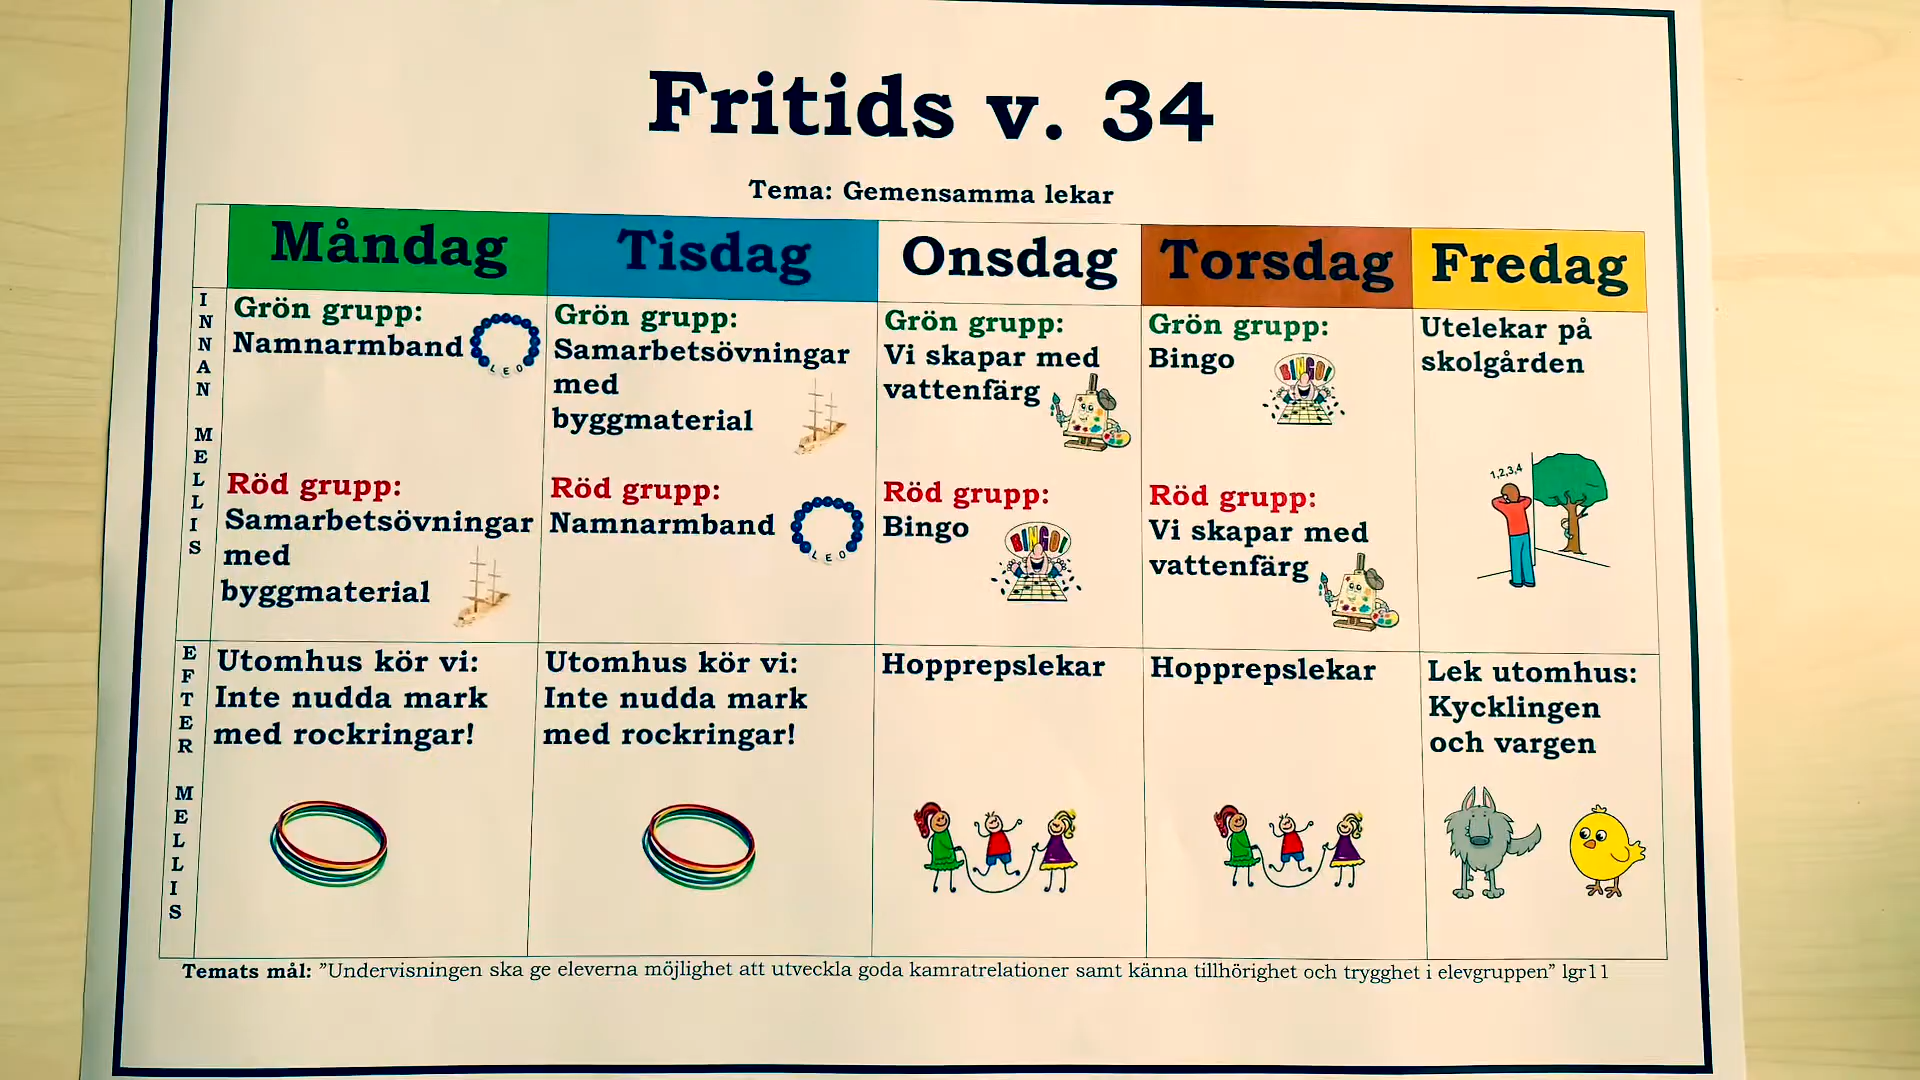 Fritids v. 34
Tema: Gemensamma lekar
Måndag
Tisdag
Onsdag
Torsdag
Fredag
INNAN MELLIS
Grön grupp:
Namnarmband
LEO
Röd grupp:
Samarbetsövningar
med
byggmaterial
Grön grupp:
Samarbetsövningar
med
byggmaterial
Röd grupp:
Namnarmband
LEO
Grön grupp:
Vi skapar med
vattenfärg
Röd grupp:
Bingo
BINGO!
Grön grupp:
Bingo
BINGO!
Röd grupp:
Vi skapar med
vattenfärg
Utelekar på
skolgården
1,2,3,4
EFTER MELLIS
Utomhus kör vi:
Inte nudda mark
med rockringar!
Utomhus kör vi:
Inte nudda mark
med rockringar!
Hopprepslekar
Hopprepslekar
Lek utomhus:
Kycklingen
och vargen
Temats mål: ”Undervisningen ska ge eleverna möjlighet att utveckla goda kamratrelationer samt känna tillhörighet och trygghet i elevgruppen” lgr11